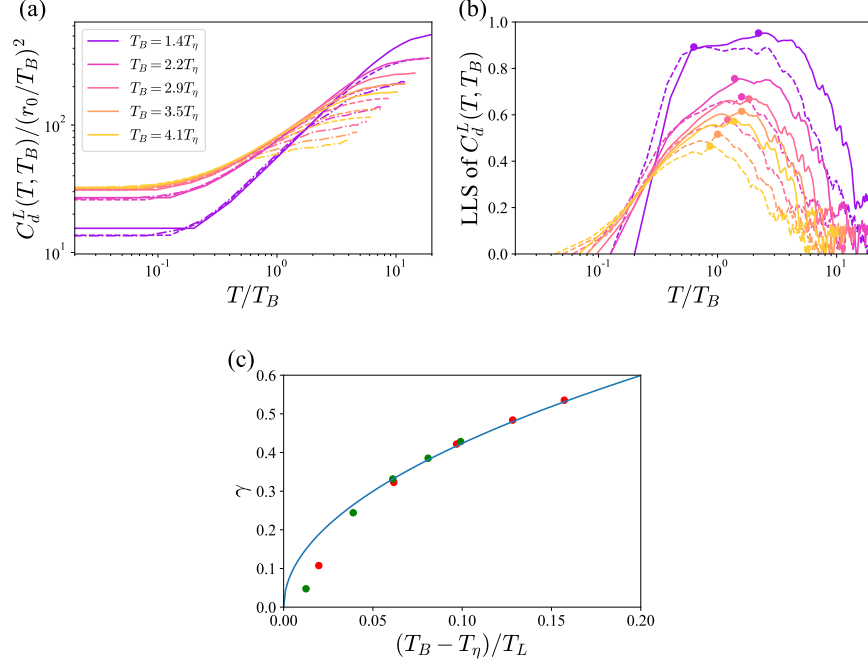 (a)
C_d^L(T, T_B)/(r_0/T_B)^2
10^2
10^1
T_B = 1.4T_η
T_B = 2.2T_η
T_B = 2.9T_η
T_B = 3.5T_η
T_B = 4.1T_η
10^-1 10^0 10^1
T/T_B
(b)
LLS of C_d^L(T, T_B)
1.0
0.8
0.6
0.4
0.2
0.0
10^-1 10^0 10^1
T/T_B
(c)
γ
0.6
0.5
0.4
0.3
0.2
0.1
0.0
0.00 0.05 0.10 0.15 0.20
(T_B − T_η)/T_L